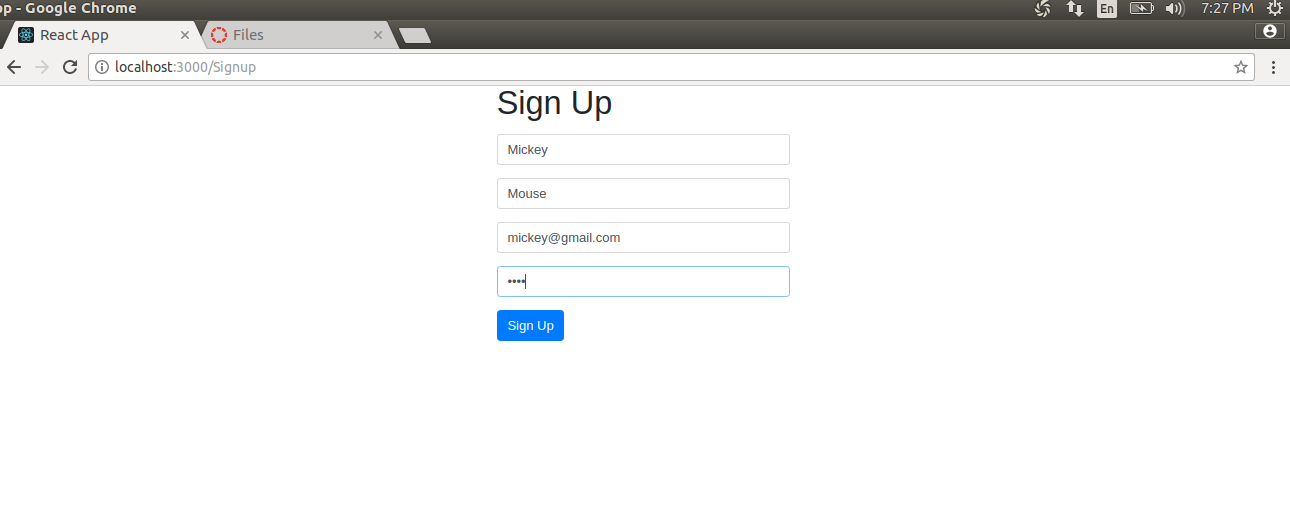 pp - Google Chrome
En
7:27 PM
React App
Files
localhost:3000/Signup
Sign Up
Mickey
Mouse
mickey@gmail.com
••••
Sign Up